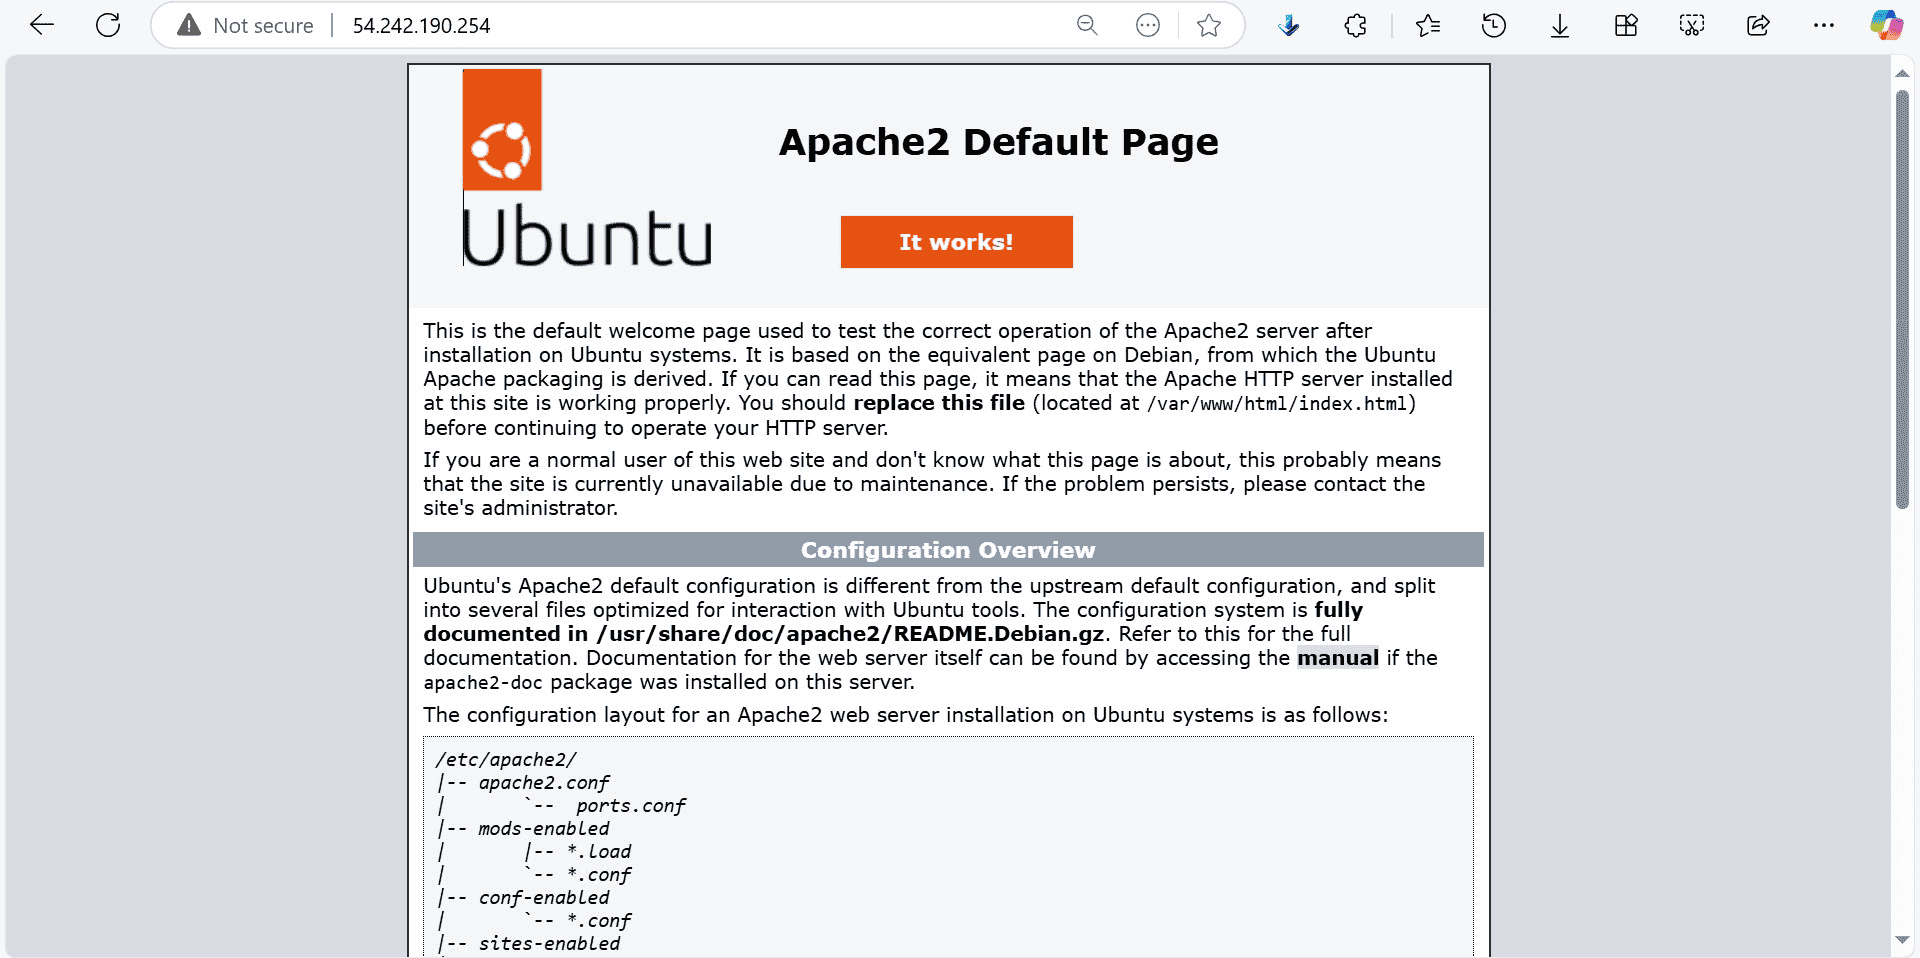 Not secure 54.242.190.254
Apache2 Default Page
Ubuntu
It works!
This is the default welcome page used to test the correct operation of the Apache2 server after
installation on Ubuntu systems. It is based on the equivalent page on Debian, from which the Ubuntu
Apache packaging is derived. If you can read this page, it means that the Apache HTTP server installed
at this site is working properly. You should replace this file (located at /var/www/html/index.html)
before continuing to operate your HTTP server.
If you are a normal user of this web site and don't know what this page is about, this probably means
that the site is currently unavailable due to maintenance. If the problem persists, please contact the
site's administrator.
Configuration Overview
Ubuntu's Apache2 default configuration is different from the upstream default configuration, and split
into several files optimized for interaction with Ubuntu tools. The configuration system is fully
documented in /usr/share/doc/apache2/README.Debian.gz. Refer to this for the full
documentation. Documentation for the web server itself can be found by accessing the manual if the
apache2-doc package was installed on this server.
The configuration layout for an Apache2 web server installation on Ubuntu systems is as follows:
/etc/apache2/
|-- apache2.conf
|       `--  ports.conf
|-- mods-enabled
|       |-- *.load
|       `-- *.conf
|-- conf-enabled
|       `-- *.conf
|-- sites-enabled